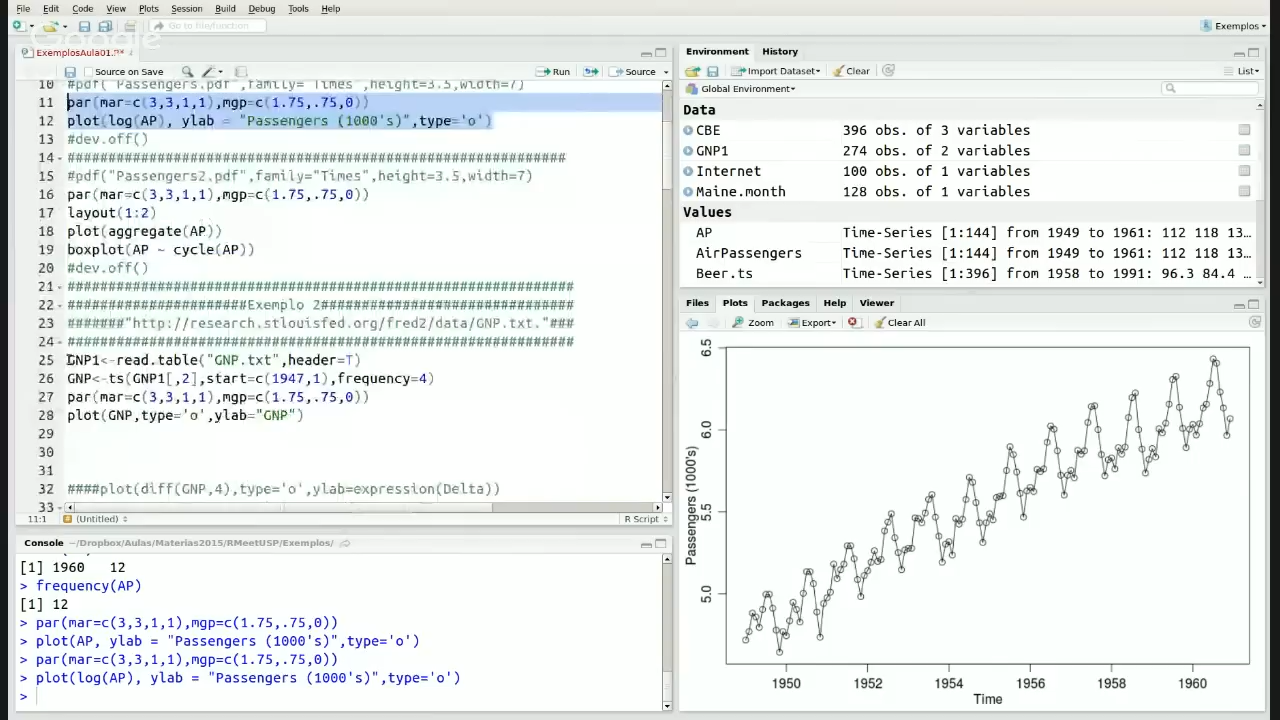 File Edit Code View Plots Session Build Debug Tools Help
Go to file/function
Exemplos
Google
ExemplosAula01.r*
Source on Save
Run
Source
10 #pdf("Passengers.pdf",family="Times",height=3.5,width=7)
11 par(mar=c(3,3,1,1),mgp=c(1.75,.75,0))
12 plot(log(AP), ylab = "Passengers (1000's)",type='o')
13 #dev.off()
14 ############################################################
15 #pdf("Passengers2.pdf",family="Times",height=3.5,width=7)
16 par(mar=c(3,3,1,1),mgp=c(1.75,.75,0))
17 layout(1:2)
18 plot(aggregate(AP))
19 boxplot(AP ~ cycle(AP))
20 #dev.off()
21 #############################################################
22 ######################Exemplo 2###############################
23 #######"http://research.stlouisfed.org/fred2/data/GNP.txt."###
24 #############################################################
25 GNP1<-read.table("GNP.txt",header=T)
26 GNP<-ts(GNP1[,2],start=c(1947,1),frequency=4)
27 par(mar=c(3,3,1,1),mgp=c(1.75,.75,0))
28 plot(GNP,type='o',ylab="GNP")
29
30
31
32 ####plot(diff(GNP,4),type='o',ylab=expression(Delta))
33
11:1 (Untitled) R Script
Console ~/Dropbox/Aulas/Materias2015/RMeetUSP/Exemplos/
[1] 1960 12
> frequency(AP)
[1] 12
> par(mar=c(3,3,1,1),mgp=c(1.75,.75,0))
> plot(AP, ylab = "Passengers (1000's)",type='o')
> par(mar=c(3,3,1,1),mgp=c(1.75,.75,0))
> plot(log(AP), ylab = "Passengers (1000's)",type='o')
>
Environment History
Import Dataset Clear List
Global Environment
Data
CBE 396 obs. of 3 variables
GNP1 274 obs. of 2 variables
Internet 100 obs. of 1 variables
Maine.month 128 obs. of 1 variables
Values
AP Time-Series [1:144] from 1949 to 1961: 112 118 13…
AirPassengers Time-Series [1:144] from 1949 to 1961: 112 118 13…
Beer.ts Time-Series [1:396] from 1958 to 1991: 96.3 84.4 …
Files Plots Packages Help Viewer
Zoom Export Clear All
6.5
6.0
5.5
5.0
Passengers (1000's)
1950 1952 1954 1956 1958 1960
Time